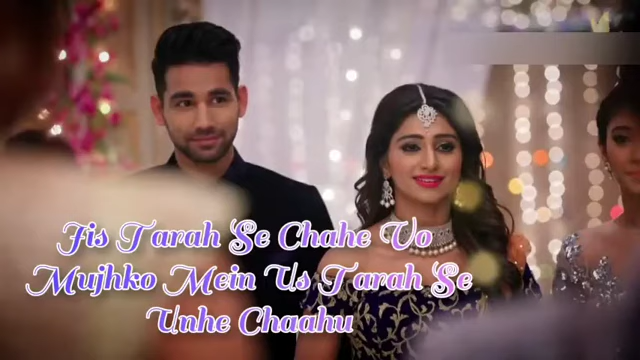 Jis Tarah Se Chahe Vo
Mujhko Mein Us Tarah Se
Unhe Chaahu